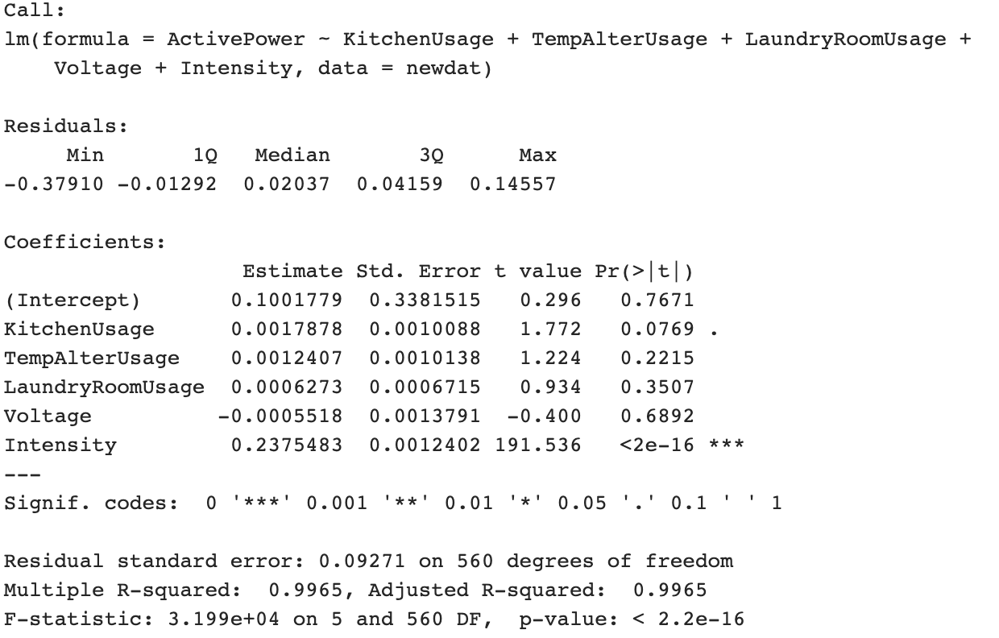 Call:
lm(formula = ActivePower ~ KitchenUsage + TempAlterUsage + LaundryRoomUsage +
    Voltage + Intensity, data = newdat)

Residuals:
     Min       1Q   Median       3Q      Max
-0.37910 -0.01292  0.02037  0.04159  0.14557

Coefficients:
                  Estimate Std. Error t value Pr(>|t|)
(Intercept)       0.1001779  0.3381515   0.296   0.7671
KitchenUsage      0.0017878  0.0010088   1.772   0.0769 .
TempAlterUsage    0.0012407  0.0010138   1.224   0.2215
LaundryRoomUsage  0.0006273  0.0006715   0.934   0.3507
Voltage          -0.0005518  0.0013791  -0.400   0.6892
Intensity         0.2375483  0.0012402 191.536   <2e-16 ***
---
Signif. codes:  0 '***' 0.001 '**' 0.01 '*' 0.05 '.' 0.1 ' ' 1

Residual standard error: 0.09271 on 560 degrees of freedom
Multiple R-squared:  0.9965, Adjusted R-squared:  0.9965
F-statistic: 3.199e+04 on 5 and 560 DF,  p-value: < 2.2e-16